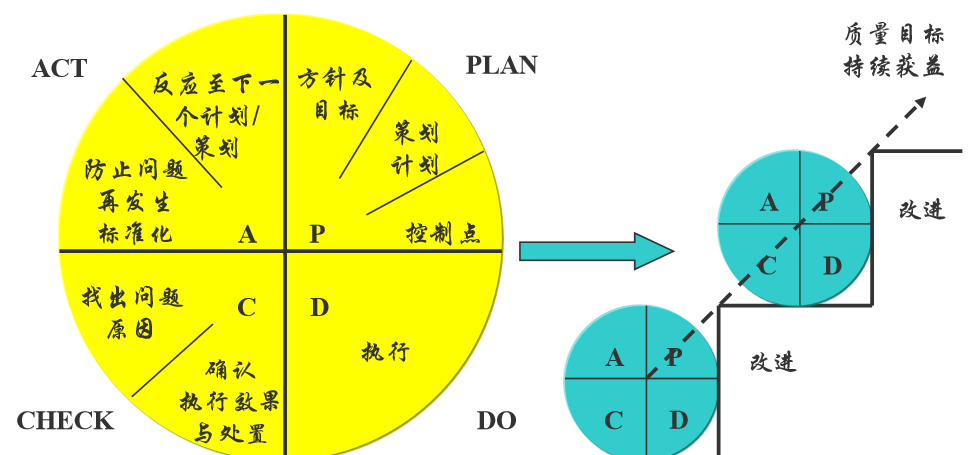 ACT
PLAN
反应至下一
个计划/
策划
方针及
目标
策划
计划
防止问题
再发生
标准化
A
P
控制点
找出问题
原因
C
D
确认
执行效果
与处置
执行
CHECK
DO
质量目标
持续获益
A
P
C
D
改进
A
P
C
D
改进